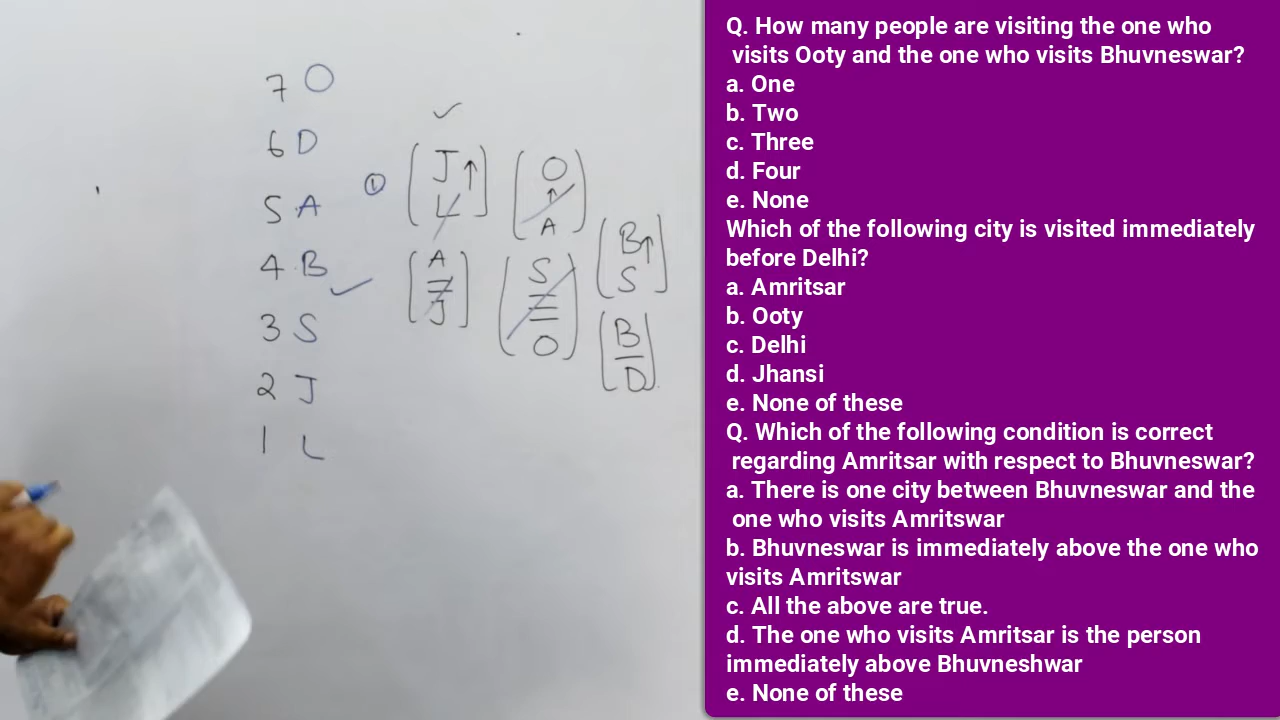 7 O
6 D
5 A
4 B
3 S
2 J
1 L
①
J ↑
L
O
↑
A
B ↑
S
A
J
S
O
B
D
Q. How many people are visiting the one who
visits Ooty and the one who visits Bhuvneswar?
a. One
b. Two
c. Three
d. Four
e. None
Which of the following city is visited immediately
before Delhi?
a. Amritsar
b. Ooty
c. Delhi
d. Jhansi
e. None of these
Q. Which of the following condition is correct
regarding Amritsar with respect to Bhuvneswar?
a. There is one city between Bhuvneswar and the
one who visits Amritswar
b. Bhuvneswar is immediately above the one who
visits Amritswar
c. All the above are true.
d. The one who visits Amritsar is the person
immediately above Bhuvneshwar
e. None of these